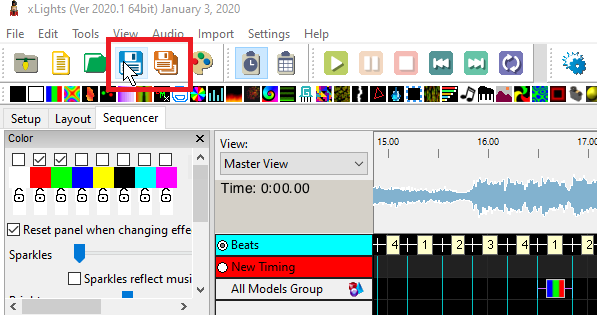 xLights (Ver 2020.1 64bit) January 3, 2020
File Edit Tools View Audio Import Settings Help
Setup Layout Sequencer
Color
View:
Master View
Time: 0:00.00
15.00 16.00 17.0
Reset panel when changing effe
Sparkles
Sparkles reflect musi
Beats
4 1 2 3 4 1 2
New Timing
All Models Group